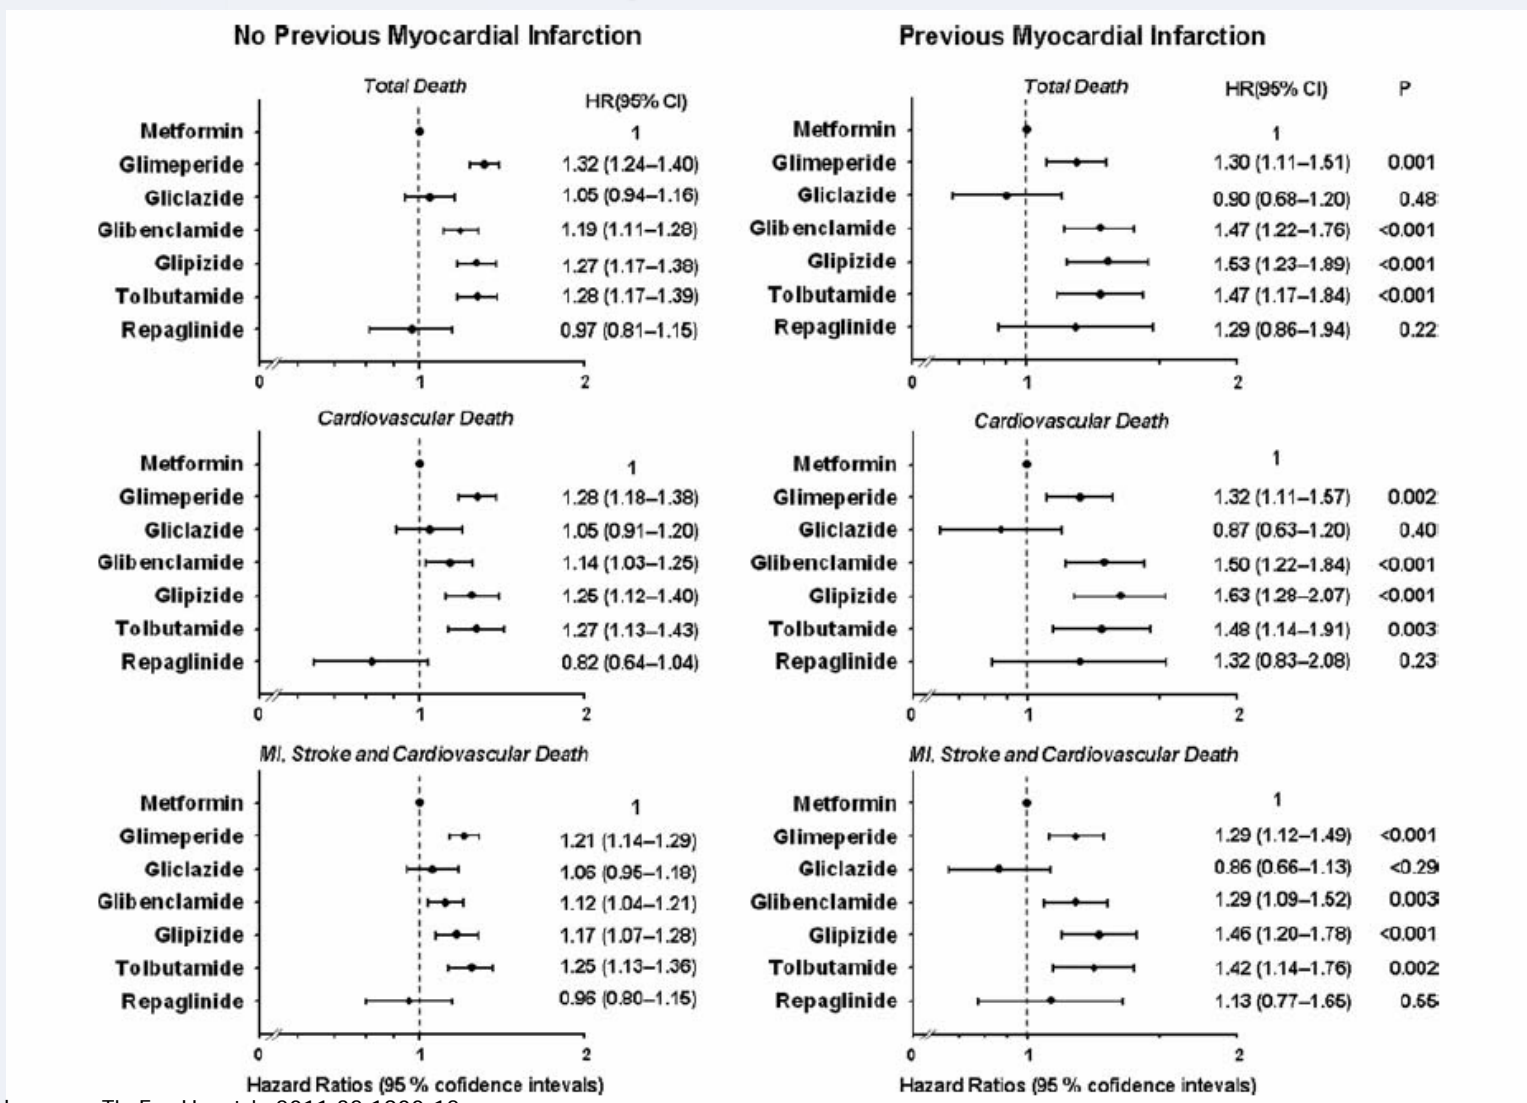 No Previous Myocardial Infarction
Total Death
HR(95% CI)
Metformin 1
Glimeperide 1.32 (1.24–1.40)
Gliclazide 1.05 (0.94–1.16)
Glibenclamide 1.19 (1.11–1.28)
Glipizide 1.27 (1.17–1.38)
Tolbutamide 1.28 (1.17–1.39)
Repaglinide 0.97 (0.81–1.15)
0 1 2
Cardiovascular Death
Metformin 1
Glimeperide 1.28 (1.18–1.38)
Gliclazide 1.05 (0.91–1.20)
Glibenclamide 1.14 (1.03–1.25)
Glipizide 1.25 (1.12–1.40)
Tolbutamide 1.27 (1.13–1.43)
Repaglinide 0.82 (0.64–1.04)
0 1 2
MI, Stroke and Cardiovascular Death
Metformin 1
Glimeperide 1.21 (1.14–1.29)
Gliclazide 1.06 (0.95–1.18)
Glibenclamide 1.12 (1.04–1.21)
Glipizide 1.17 (1.07–1.28)
Tolbutamide 1.25 (1.13–1.36)
Repaglinide 0.96 (0.80–1.15)
0 1 2
Hazard Ratios (95 % cofidence intevals)
Previous Myocardial Infarction
Total Death HR(95% CI) P
Metformin 1
Glimeperide 1.30 (1.11–1.51) 0.001
Gliclazide 0.90 (0.68–1.20) 0.48
Glibenclamide 1.47 (1.22–1.76) <0.001
Glipizide 1.53 (1.23–1.89) <0.001
Tolbutamide 1.47 (1.17–1.84) <0.001
Repaglinide 1.29 (0.86–1.94) 0.22
0 1 2
Cardiovascular Death
Metformin 1
Glimeperide 1.32 (1.11–1.57) 0.002
Gliclazide 0.87 (0.63–1.20) 0.40
Glibenclamide 1.50 (1.22–1.84) <0.001
Glipizide 1.63 (1.28–2.07) <0.001
Tolbutamide 1.48 (1.14–1.91) 0.003
Repaglinide 1.32 (0.83–2.08) 0.23
0 1 2
MI, Stroke and Cardiovascular Death
Metformin 1
Glimeperide 1.29 (1.12–1.49) <0.001
Gliclazide 0.86 (0.66–1.13) <0.29
Glibenclamide 1.29 (1.09–1.52) 0.003
Glipizide 1.46 (1.20–1.78) <0.001
Tolbutamide 1.42 (1.14–1.76) 0.002
Repaglinide 1.13 (0.77–1.65) 0.55
0 1 2
Hazard Ratios (95 % cofidence intevals)